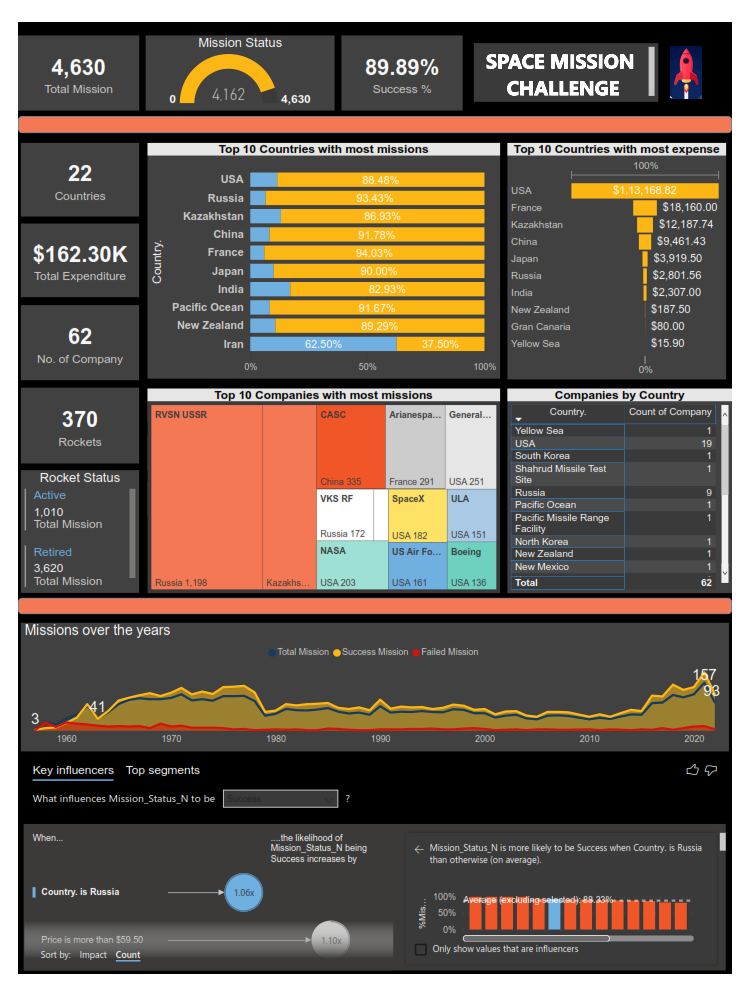 4,630
Total Mission
Mission Status
4,162
0
4,630
89.89%
Success %
SPACE MISSION
CHALLENGE
22
Countries
$162.30K
Total Expenditure
62
No. of Company
370
Rockets
Rocket Status
Active
1,010
Total Mission
Retired
3,620
Total Mission
Top 10 Countries with most missions
Country.
USA 88.48%
Russia 93.43%
Kazakhstan 86.93%
China 91.78%
France 94.03%
Japan 90.00%
India 82.93%
Pacific Ocean 91.67%
New Zealand 89.29%
Iran 62.50% 37.50%
0% 50% 100%
Top 10 Countries with most expense
100%
USA $1,13,168.82
France $18,160.00
Kazakhstan $12,187.74
China $9,461.43
Japan $3,919.50
Russia $2,801.56
India $2,307.00
New Zealand $187.50
Gran Canaria $80.00
Yellow Sea $15.90
0%
Top 10 Companies with most missions
RVSN USSR
Russia 1,198
Kazakhs...
CASC
China 335
Arianespa...
France 291
General...
USA 251
VKS RF
Russia 172
SpaceX
USA 182
ULA
USA 151
NASA
USA 203
US Air Fo...
USA 161
Boeing
USA 136
Companies by Country
Country. Count of Company
Yellow Sea 1
USA 19
South Korea 1
Shahrud Missile Test 1
Site
Russia 9
Pacific Ocean 1
Pacific Missile Range 1
Facility
North Korea 1
New Zealand 1
New Mexico 1
Total 62
Missions over the years
Total Mission Success Mission Failed Mission
3
41
157
93
1960 1970 1980 1990 2000 2010 2020
Key influencers Top segments
What influences Mission_Status_N to be Success ?
When...
....the likelihood of
Mission_Status_N being
Success increases by
Country. is Russia
1.06x
Price is more than $59.50
1.10x
Sort by: Impact Count
Mission_Status_N is more likely to be Success when Country. is Russia
than otherwise (on average).
%Mis...
100%
50%
0%
Average (excluding selected): 88.33%
Only show values that are influencers